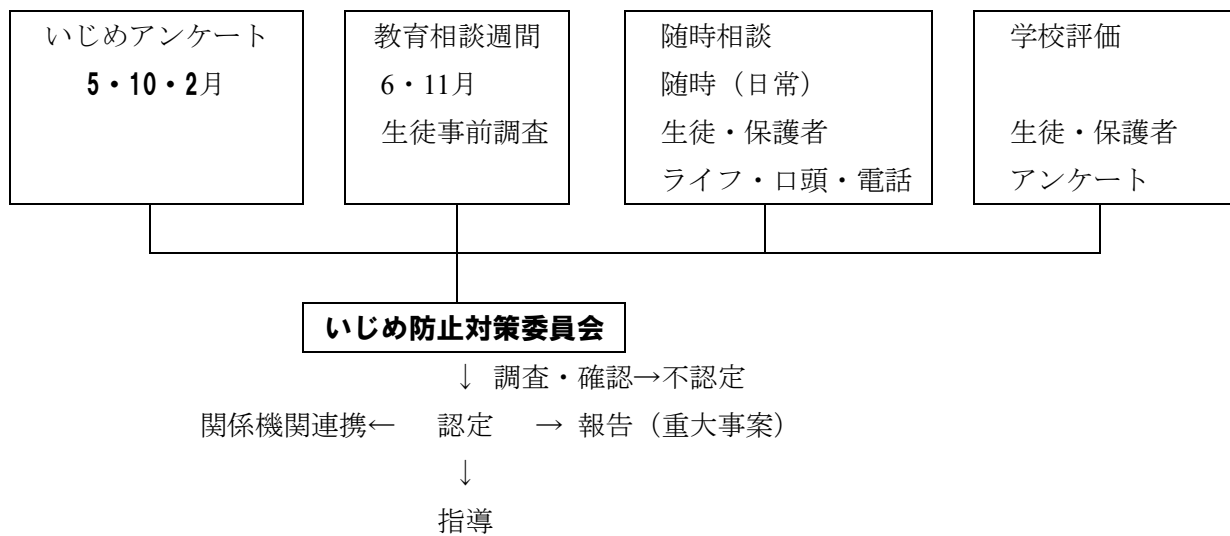 いじめアンケート
5・10・2月
教育相談週間
6・11月
生徒事前調査
随時相談
随時（日常）
生徒・保護者
ライフ・口頭・電話
学校評価
生徒・保護者
アンケート
いじめ防止対策委員会
↓ 調査・確認→不認定
関係機関連携← 認定 → 報告（重大事案）
↓
指導